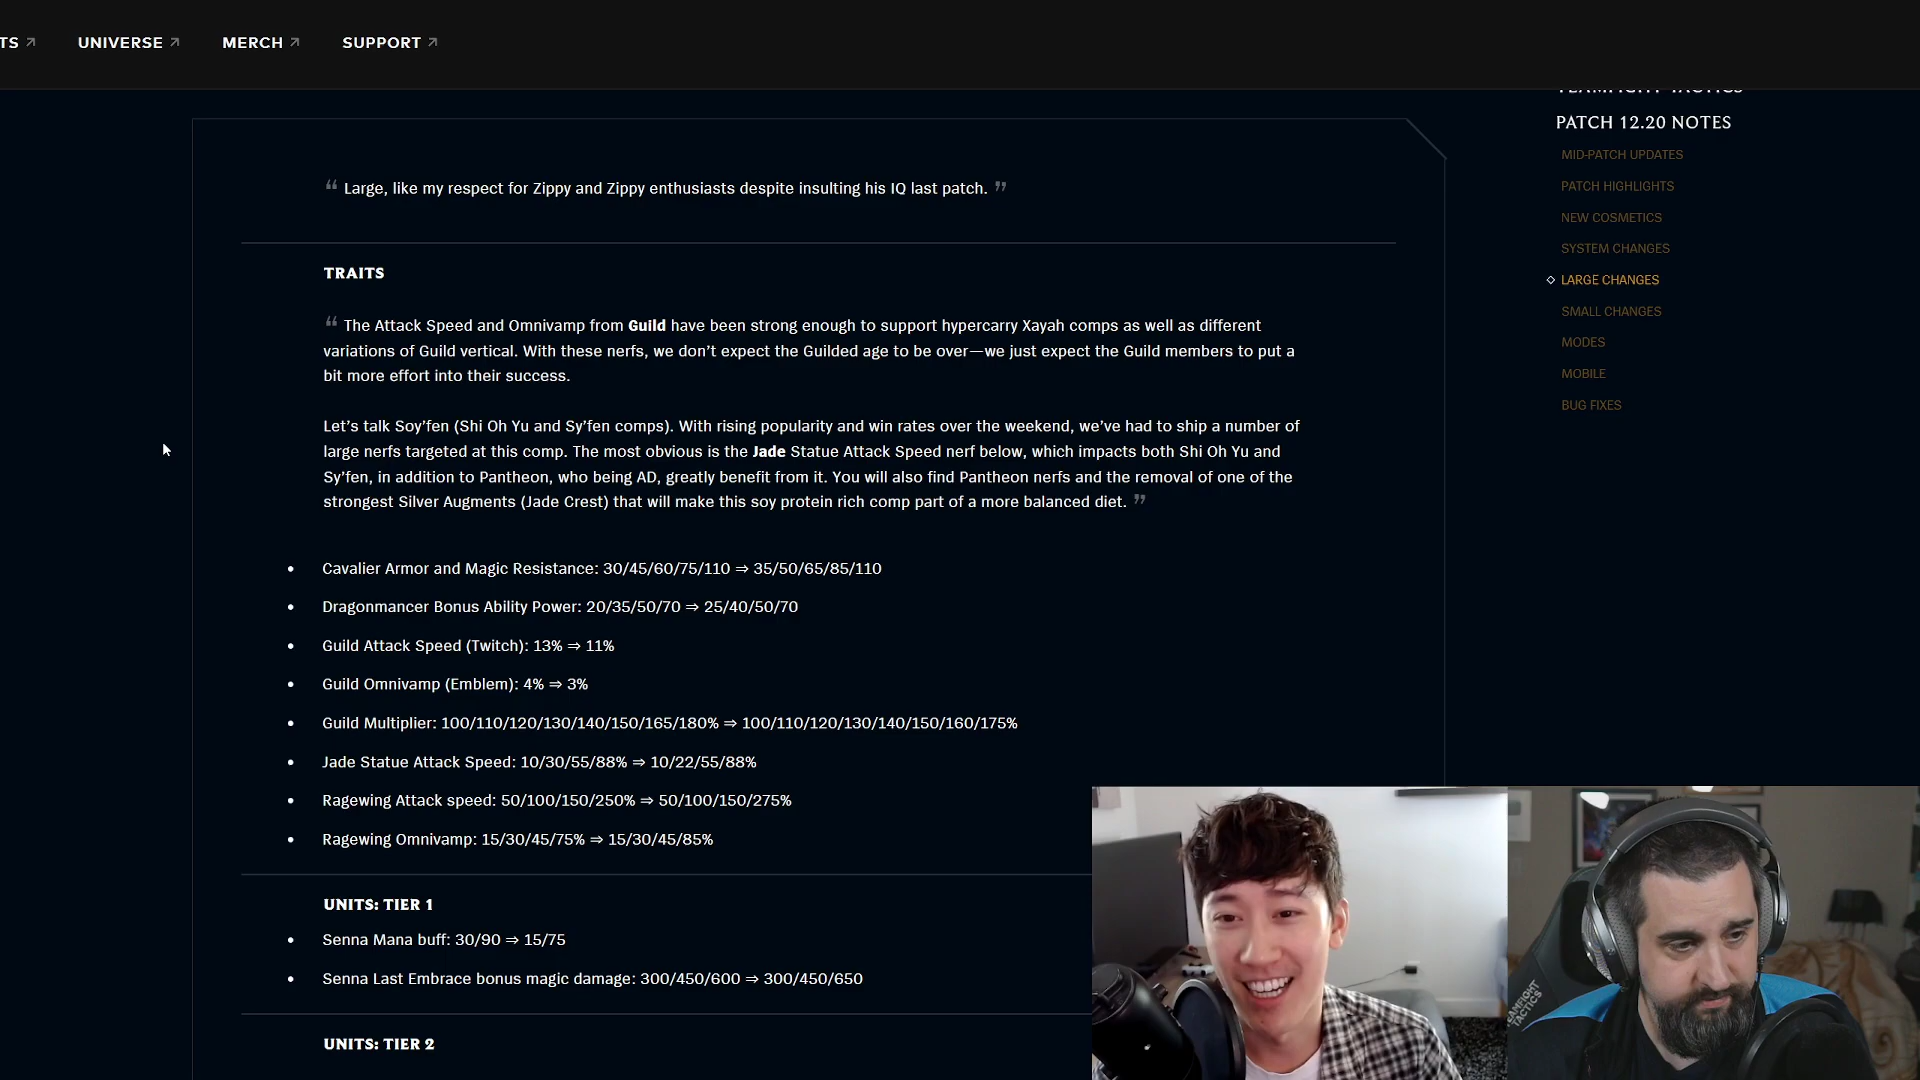 TS UNIVERSE MERCH SUPPORT
TEAMFIGHT TACTICS
PATCH 12.20 NOTES
MID-PATCH UPDATES
PATCH HIGHLIGHTS
NEW COSMETICS
SYSTEM CHANGES
LARGE CHANGES
SMALL CHANGES
MODES
MOBILE
BUG FIXES
“ Large, like my respect for Zippy and Zippy enthusiasts despite insulting his IQ last patch. ”
TRAITS
“ The Attack Speed and Omnivamp from Guild have been strong enough to support hypercarry Xayah comps as well as different
variations of Guild vertical. With these nerfs, we don’t expect the Guilded age to be over—we just expect the Guild members to put a
bit more effort into their success.
Let’s talk Soy’fen (Shi Oh Yu and Sy’fen comps). With rising popularity and win rates over the weekend, we’ve had to ship a number of
large nerfs targeted at this comp. The most obvious is the Jade Statue Attack Speed nerf below, which impacts both Shi Oh Yu and
Sy’fen, in addition to Pantheon, who being AD, greatly benefit from it. You will also find Pantheon nerfs and the removal of one of the
strongest Silver Augments (Jade Crest) that will make this soy protein rich comp part of a more balanced diet. ”
• Cavalier Armor and Magic Resistance: 30/45/60/75/110 ⇒ 35/50/65/85/110
• Dragonmancer Bonus Ability Power: 20/35/50/70 ⇒ 25/40/50/70
• Guild Attack Speed (Twitch): 13% ⇒ 11%
• Guild Omnivamp (Emblem): 4% ⇒ 3%
• Guild Multiplier: 100/110/120/130/140/150/165/180% ⇒ 100/110/120/130/140/150/160/175%
• Jade Statue Attack Speed: 10/30/55/88% ⇒ 10/22/55/88%
• Ragewing Attack speed: 50/100/150/250% ⇒ 50/100/150/275%
• Ragewing Omnivamp: 15/30/45/75% ⇒ 15/30/45/85%
UNITS: TIER 1
• Senna Mana buff: 30/90 ⇒ 15/75
• Senna Last Embrace bonus magic damage: 300/450/600 ⇒ 300/450/650
UNITS: TIER 2
TEAMFIGHT
TACTICS